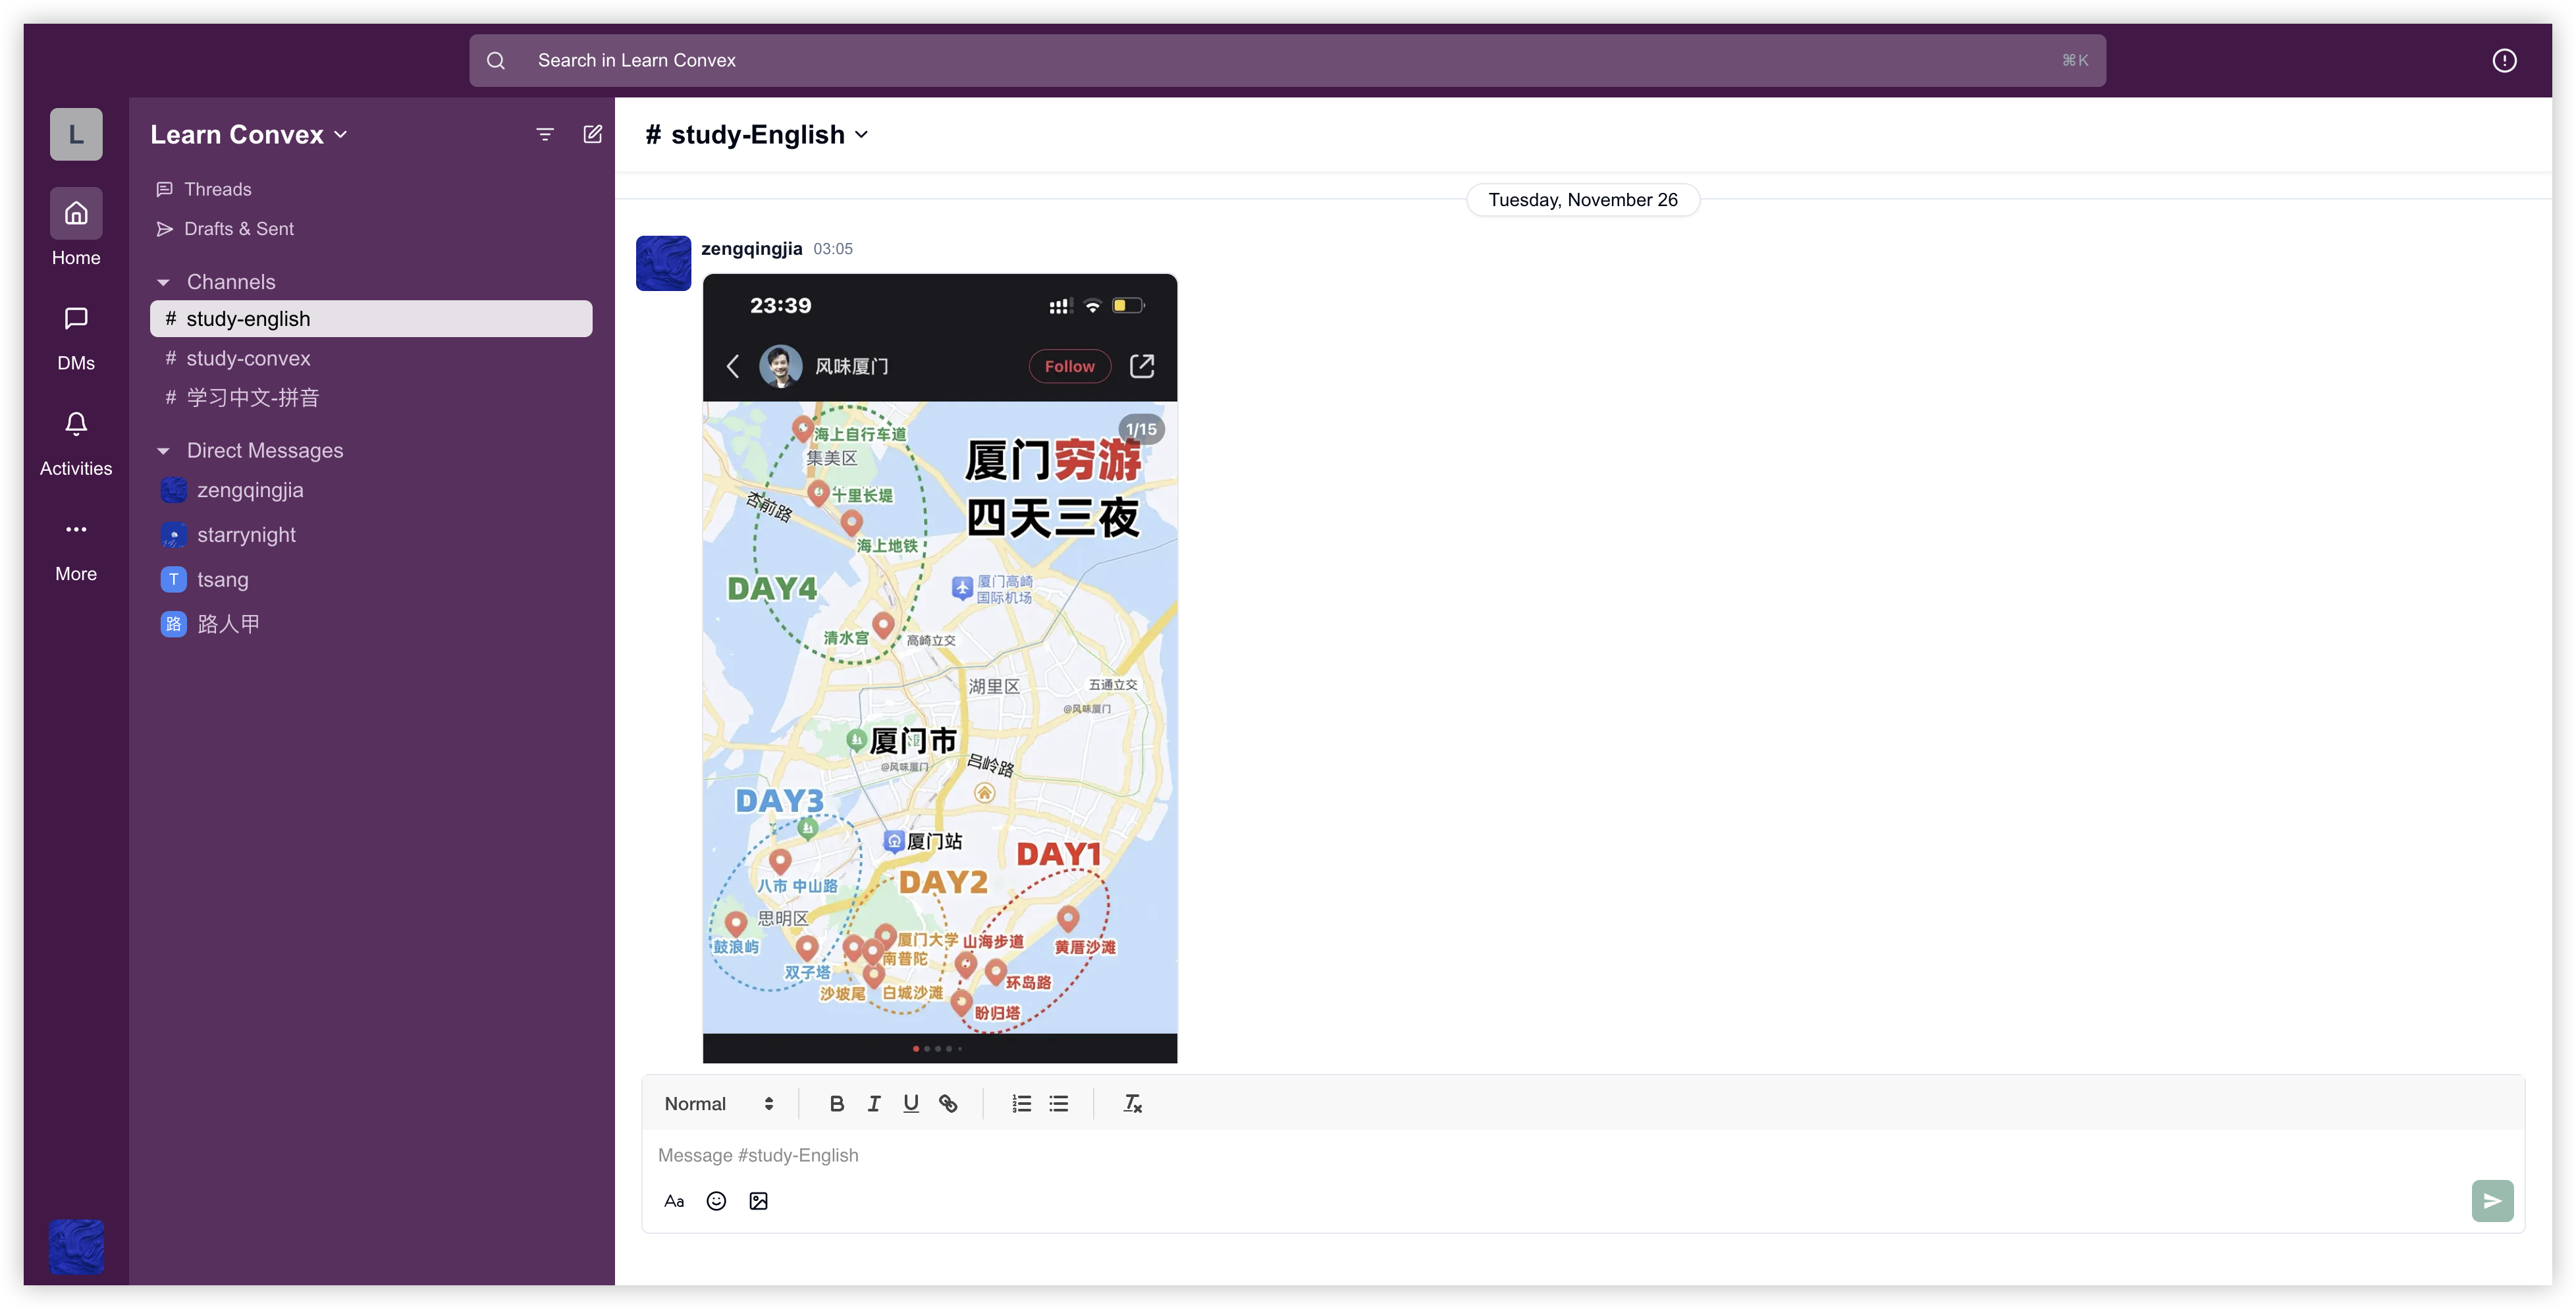 Search in Learn Convex
⌘K
L
Home
DMs
Activities
More
Learn Convex
Threads
Drafts & Sent
Channels
# study-english
# study-convex
# 学习中文-拼音
Direct Messages
zengqingjia
starrynight
T tsang
路 路人甲
# study-English
Tuesday, November 26
zengqingjia 03:05
23:39
风味厦门
Follow
1/15
厦门穷游
四天三夜
海上自行车道
集美区
十里长堤
杏前路
海上地铁
DAY4
厦门高崎
国际机场
清水宫
高崎立交
湖里区
五通立交
@风味厦门
厦门市
@风味厦门
吕岭路
DAY3
厦门站
DAY1
八市 中山路
DAY2
思明区
鼓浪屿
厦门大学
山海步道
黄厝沙滩
南普陀
双子塔
环岛路
沙坡尾
白城沙滩
盼归塔
Normal
Message #study-English
Aa